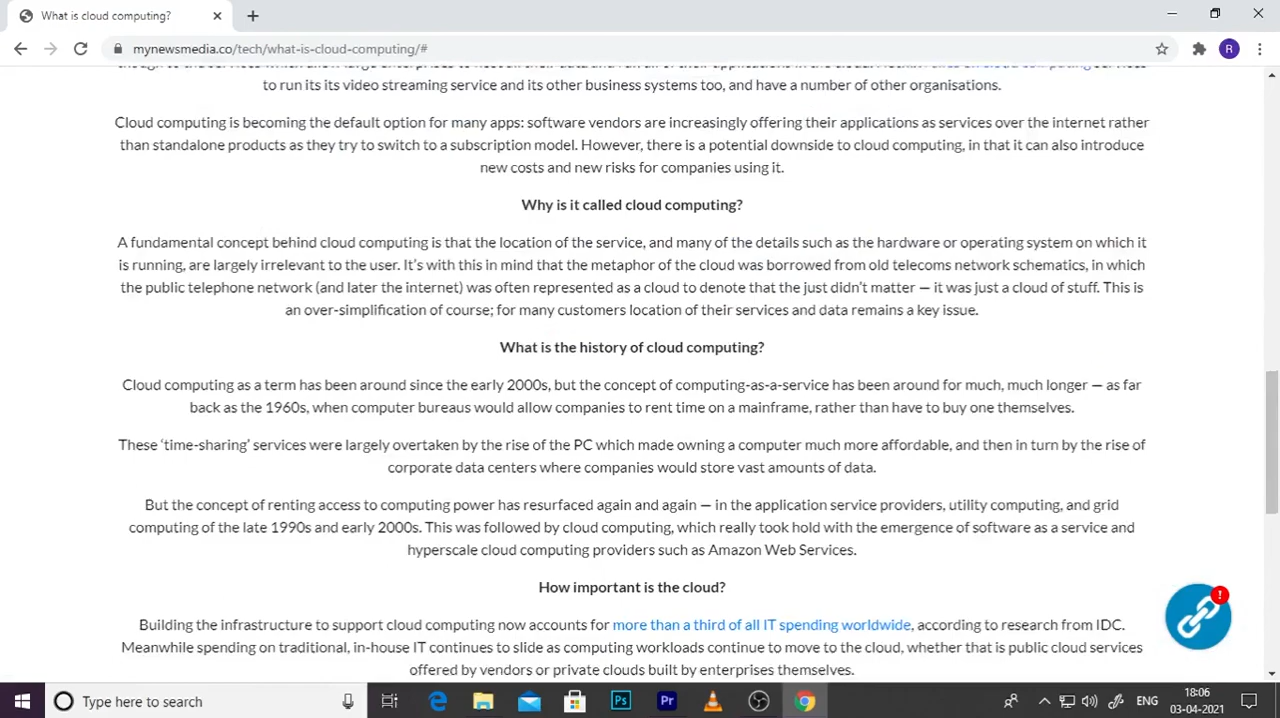 What is cloud computing?
mynewsmedia.co/tech/what-is-cloud-computing/#
R
to run its its video streaming service and its other business systems too, and have a number of other organisations.
Cloud computing is becoming the default option for many apps: software vendors are increasingly offering their applications as services over the internet rather
than standalone products as they try to switch to a subscription model. However, there is a potential downside to cloud computing, in that it can also introduce
new costs and new risks for companies using it.
Why is it called cloud computing?
A fundamental concept behind cloud computing is that the location of the service, and many of the details such as the hardware or operating system on which it
is running, are largely irrelevant to the user. It's with this in mind that the metaphor of the cloud was borrowed from old telecoms network schematics, in which
the public telephone network (and later the internet) was often represented as a cloud to denote that the just didn't matter — it was just a cloud of stuff. This is
an over-simplification of course; for many customers location of their services and data remains a key issue.
What is the history of cloud computing?
Cloud computing as a term has been around since the early 2000s, but the concept of computing-as-a-service has been around for much, much longer — as far
back as the 1960s, when computer bureaus would allow companies to rent time on a mainframe, rather than have to buy one themselves.
These 'time-sharing' services were largely overtaken by the rise of the PC which made owning a computer much more affordable, and then in turn by the rise of
corporate data centers where companies would store vast amounts of data.
But the concept of renting access to computing power has resurfaced again and again — in the application service providers, utility computing, and grid
computing of the late 1990s and early 2000s. This was followed by cloud computing, which really took hold with the emergence of software as a service and
hyperscale cloud computing providers such as Amazon Web Services.
How important is the cloud?
Building the infrastructure to support cloud computing now accounts for more than a third of all IT spending worldwide, according to research from IDC.
Meanwhile spending on traditional, in-house IT continues to slide as computing workloads continue to move to the cloud, whether that is public cloud services
offered by vendors or private clouds built by enterprises themselves.
!
Type here to search
Ps
Pr
ENG
18:06
03-04-2021